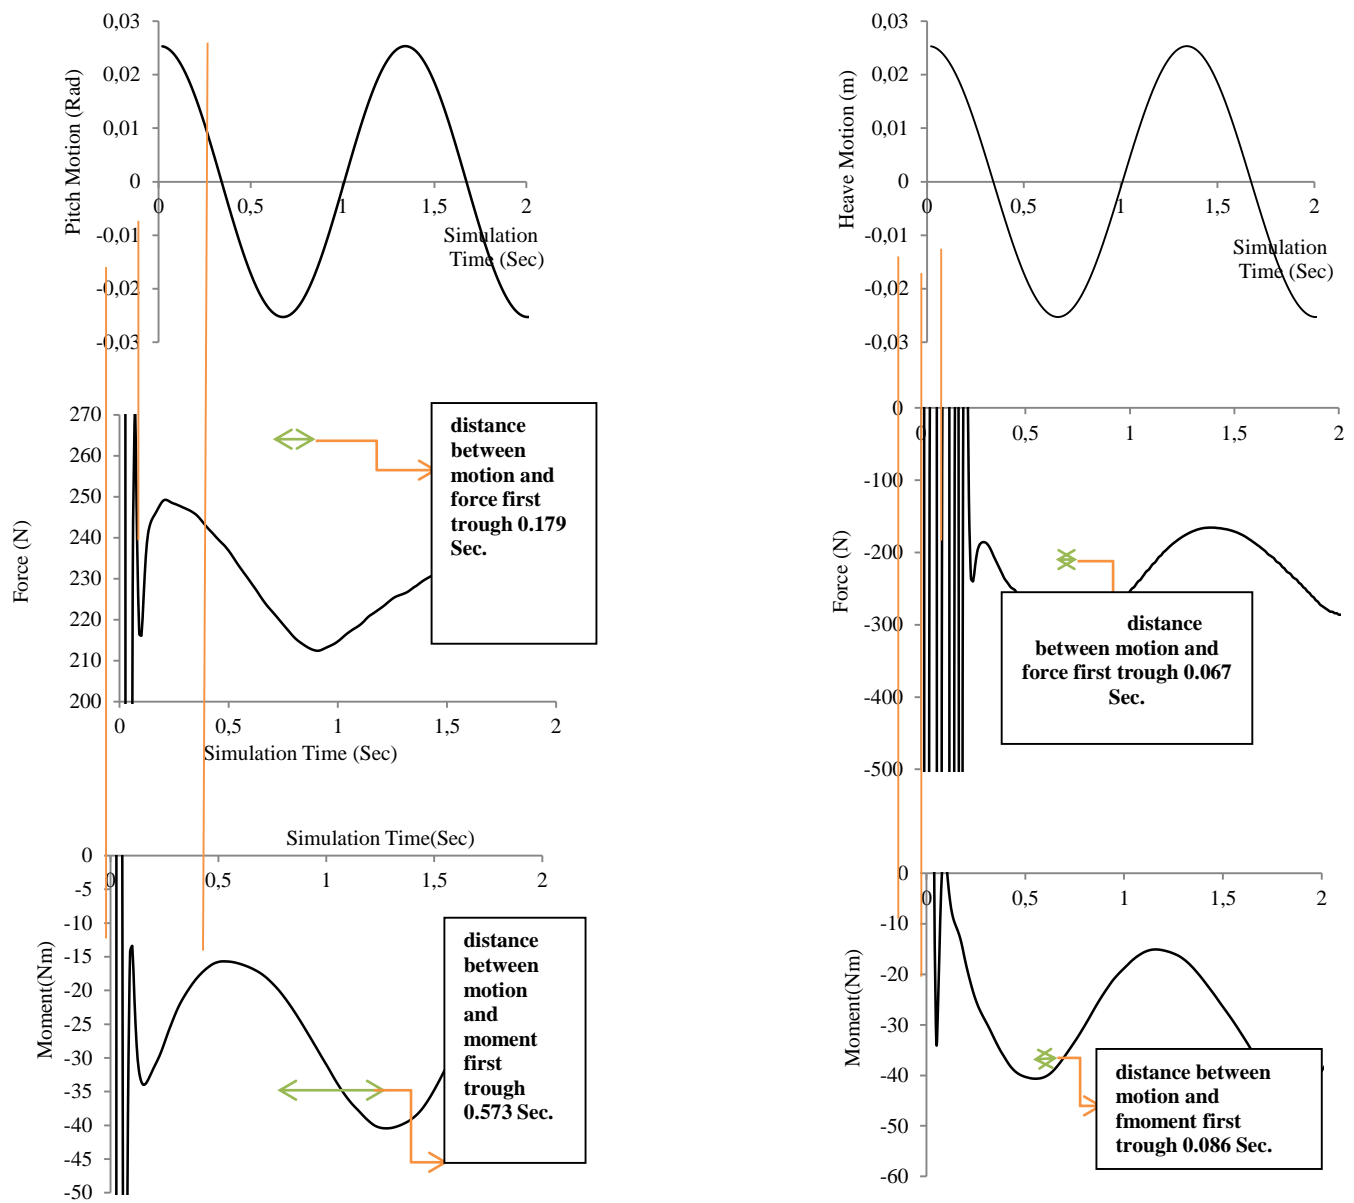 0,03
0,02
0,01
0
-0,01
-0,02
-0,03
Pitch Motion (Rad)
0
0,5
1
1,5
2
Simulation
Time (Sec)
0,03
0,02
0,01
0
-0,01
-0,02
-0,03
Heave Motion (m)
0
0,5
1
1,5
2
Simulation
Time (Sec)
270
260
250
240
230
220
210
200
Force (N)
0
0,5
1
1,5
2
Simulation Time (Sec)
distance
between
motion and
force first
trough 0.179
Sec.
0
-100
-200
-300
-400
-500
Force (N)
0
0,5
1
1,5
2
distance
between motion and
force first trough 0.067
Sec.
Simulation Time(Sec)
0
-5
-10
-15
-20
-25
-30
-35
-40
-45
-50
Moment(Nm)
0
0,5
1
1,5
2
distance
between
motion
and
moment
first
trough
0.573 Sec.
0
-10
-20
-30
-40
-50
-60
Moment(Nm)
0
0,5
1
1,5
2
distance between
motion and
fmoment first
trough 0.086 Sec.